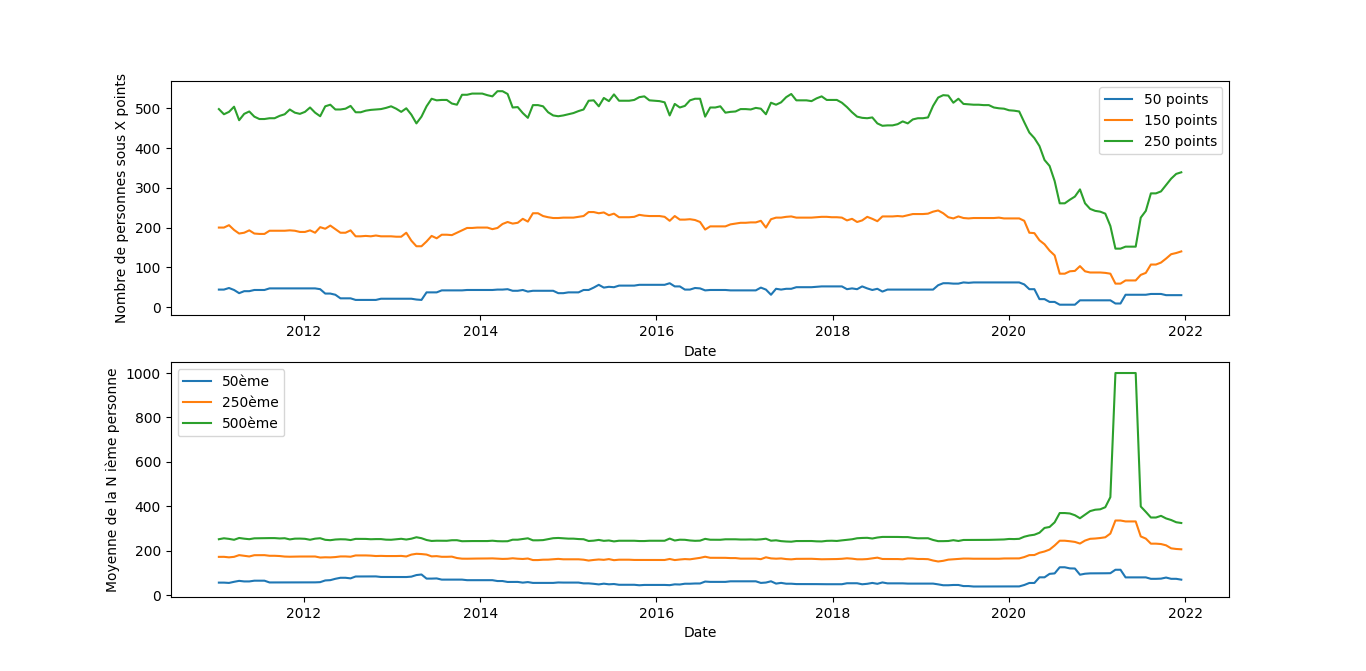 Nombre de personnes sous X points
500
400
300
200
100
0
50 points
150 points
250 points
2012 2014 2016 2018 2020 2022
Date
Moyenne de la N ième personne
1000
800
600
400
200
0
50ème
250ème
500ème
2012 2014 2016 2018 2020 2022
Date